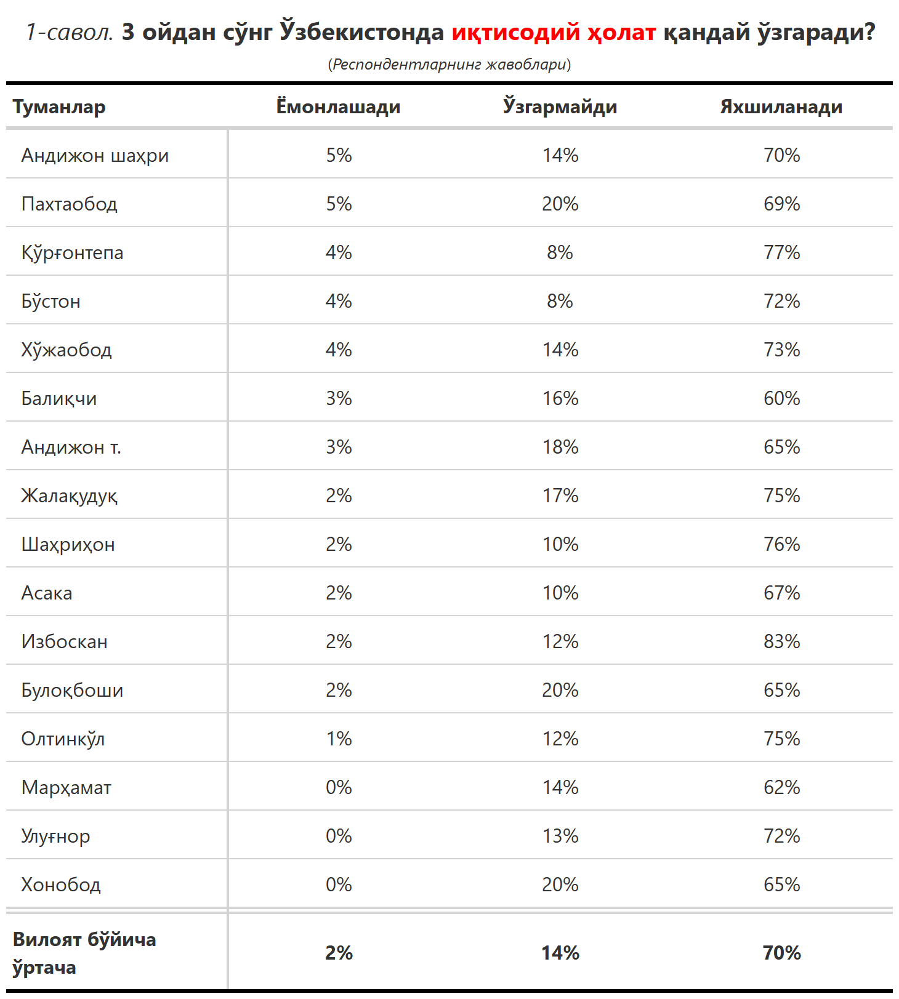 1-савол. 3 ойдан сўнг Ўзбекистонда иқтисодий ҳолат қандай ўзгаради?
(Респондентларнинг жавоблари)
Туманлар Ёмонлашади Ўзгармайди Яхшиланади
Андижон шаҳри 5% 14% 70%
Пахтаобод 5% 20% 69%
Қўрғонтепа 4% 8% 77%
Бўстон 4% 8% 72%
Хўжаобод 4% 14% 73%
Балиқчи 3% 16% 60%
Андижон т. 3% 18% 65%
Жалақудуқ 2% 17% 75%
Шаҳриҳон 2% 10% 76%
Асака 2% 10% 67%
Избоскан 2% 12% 83%
Булоқбоши 2% 20% 65%
Олтинкўл 1% 12% 75%
Марҳамат 0% 14% 62%
Улуғнор 0% 13% 72%
Хонобод 0% 20% 65%
Вилоят бўйича
ўртача 2% 14% 70%